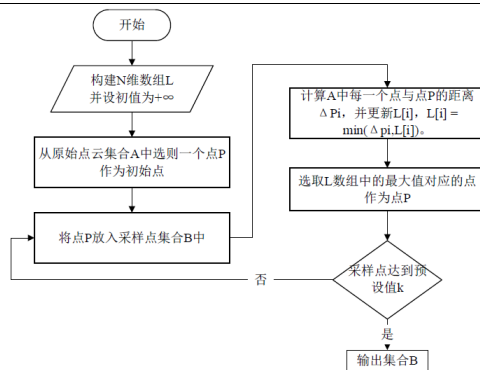 开始
构建N维数组L
并设初值为+∞
从原始点云集合A中选则一个点P
作为初始点
将点P放入采样点集合B中
计算A中每一个点与点P的距离
ΔPi，并更新L[i]，L[i] =
min(Δpi,L[i])。
选取L数组中的最大值对应的点
作为点P
采样点达到预
设值k
否
是
输出集合B